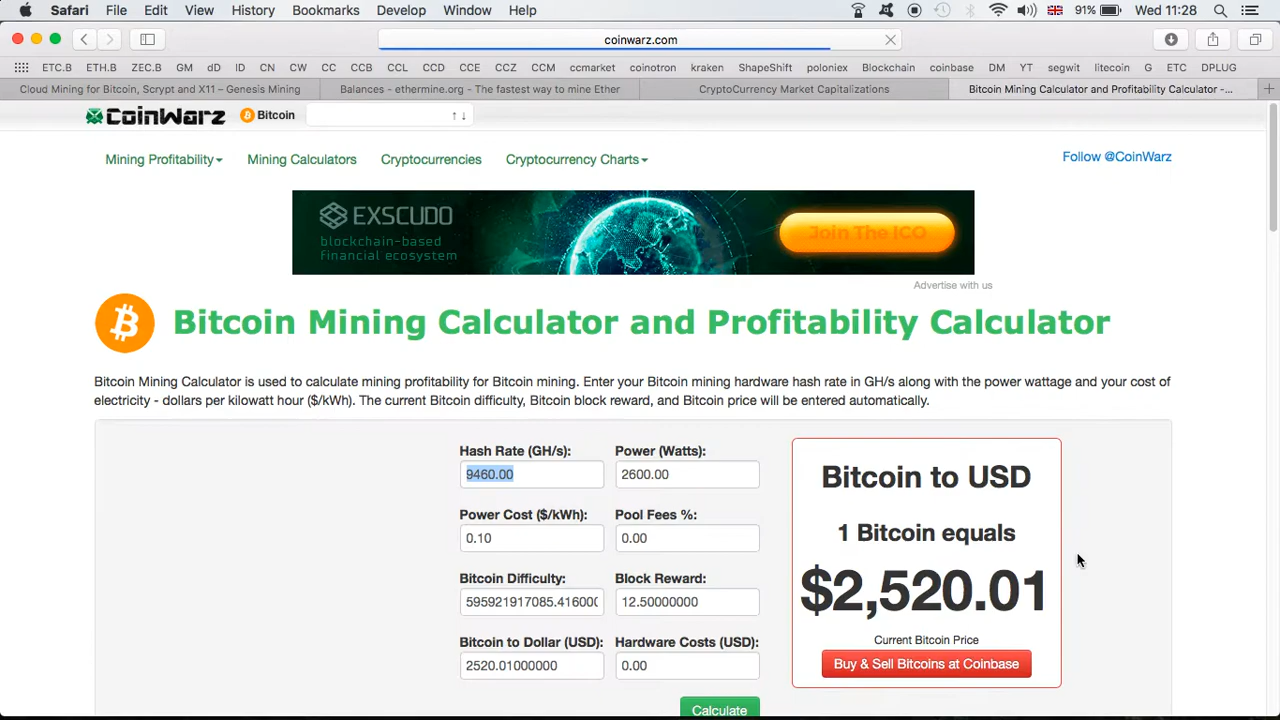 Safari File Edit View History Bookmarks Develop Window Help 91% Wed 11:28
coinwarz.com
ETC.B ETH.B ZEC.B GM dD ID CN CW CC CCB CCL CCD CCE CCZ CCM ccmarket coinotron kraken ShapeShift poloniex Blockchain coinbase DM YT segwit litecoin G ETC DPLUG
Cloud Mining for Bitcoin, Scrypt and X11 – Genesis Mining Balances - ethermine.org - The fastest way to mine Ether CryptoCurrency Market Capitalizations Bitcoin Mining Calculator and Profitability Calculator -...
CoinWarz Bitcoin ↑ ↓
Mining Profitability Mining Calculators Cryptocurrencies Cryptocurrency Charts Follow @CoinWarz
EXSCUDO
blockchain-based
financial ecosystem
Join The ICO
Advertise with us
Bitcoin Mining Calculator and Profitability Calculator
Bitcoin Mining Calculator is used to calculate mining profitability for Bitcoin mining. Enter your Bitcoin mining hardware hash rate in GH/s along with the power wattage and your cost of
electricity - dollars per kilowatt hour ($/kWh). The current Bitcoin difficulty, Bitcoin block reward, and Bitcoin price will be entered automatically.
Hash Rate (GH/s): Power (Watts):
9460.00 2600.00
Power Cost ($/kWh): Pool Fees %:
0.10 0.00
Bitcoin Difficulty: Block Reward:
595921917085.41600( 12.50000000
Bitcoin to Dollar (USD): Hardware Costs (USD):
2520.01000000 0.00
Calculate
Bitcoin to USD
1 Bitcoin equals
$2,520.01
Current Bitcoin Price
Buy & Sell Bitcoins at Coinbase